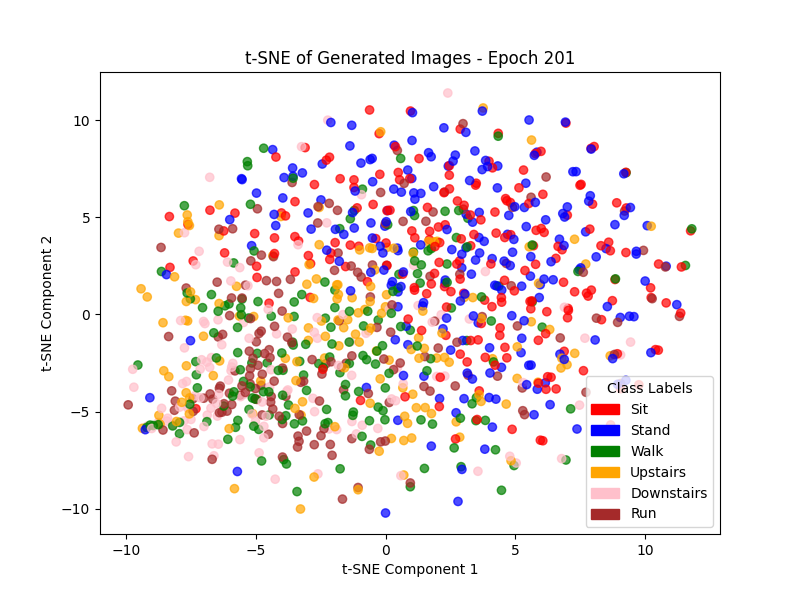 t-SNE of Generated Images - Epoch 201
t-SNE Component 2
10
5
0
−5
−10
−10
−5
0
5
10
t-SNE Component 1
Class Labels
Sit
Stand
Walk
Upstairs
Downstairs
Run